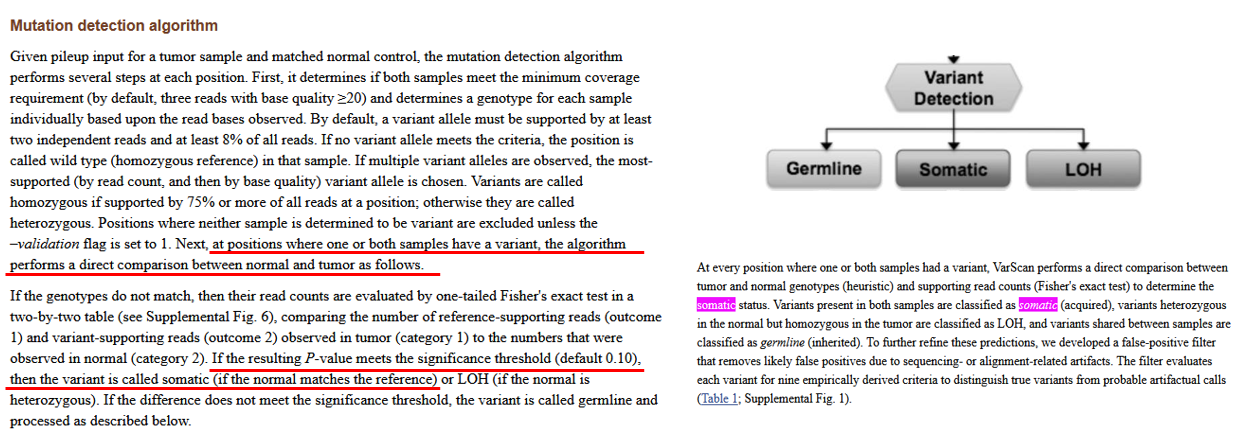 Mutation detection algorithm
Given pileup input for a tumor sample and matched normal control, the mutation detection algorithm
performs several steps at each position. First, it determines if both samples meet the minimum coverage
requirement (by default, three reads with base quality ≥20) and determines a genotype for each sample
individually based upon the read bases observed. By default, a variant allele must be supported by at least
two independent reads and at least 8% of all reads. If no variant allele meets the criteria, the position is
called wild type (homozygous reference) in that sample. If multiple variant alleles are observed, the most-
supported (by read count, and then by base quality) variant allele is chosen. Variants are called
homozygous if supported by 75% or more of all reads at a position; otherwise they are called
heterozygous. Positions where neither sample is determined to be variant are excluded unless the
–validation flag is set to 1. Next, at positions where one or both samples have a variant, the algorithm
performs a direct comparison between normal and tumor as follows.
If the genotypes do not match, then their read counts are evaluated by one-tailed Fisher's exact test in a
two-by-two table (see Supplemental Fig. 6), comparing the number of reference-supporting reads (outcome
1) and variant-supporting reads (outcome 2) observed in tumor (category 1) to the numbers that were
observed in normal (category 2). If the resulting P-value meets the significance threshold (default 0.10),
then the variant is called somatic (if the normal matches the reference) or LOH (if the normal is
heterozygous). If the difference does not meet the significance threshold, the variant is called germline and
processed as described below.
Variant
Detection
Germline
Somatic
LOH
At every position where one or both samples had a variant, VarScan performs a direct comparison between
tumor and normal genotypes (heuristic) and supporting read counts (Fisher's exact test) to determine the
somatic status. Variants present in both samples are classified as somatic (acquired), variants heterozygous
in the normal but homozygous in the tumor are classified as LOH, and variants shared between samples are
classified as germline (inherited). To further refine these predictions, we developed a false-positive filter
that removes likely false positives due to sequencing- or alignment-related artifacts. The filter evaluates
each variant for nine empirically derived criteria to distinguish true variants from probable artifactual calls
(Table 1; Supplemental Fig. 1).